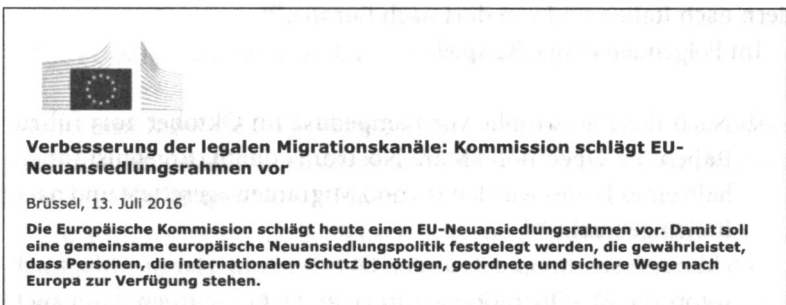 Verbesserung der legalen Migrationskanäle: Kommission schlägt EU-
Neuansiedlungsrahmen vor
Brüssel, 13. Juli 2016
Die Europäische Kommission schlägt heute einen EU-Neuansiedlungsrahmen vor. Damit soll
eine gemeinsame europäische Neuansiedlungspolitik festgelegt werden, die gewährleistet,
dass Personen, die internationalen Schutz benötigen, geordnete und sichere Wege nach
Europa zur Verfügung stehen.